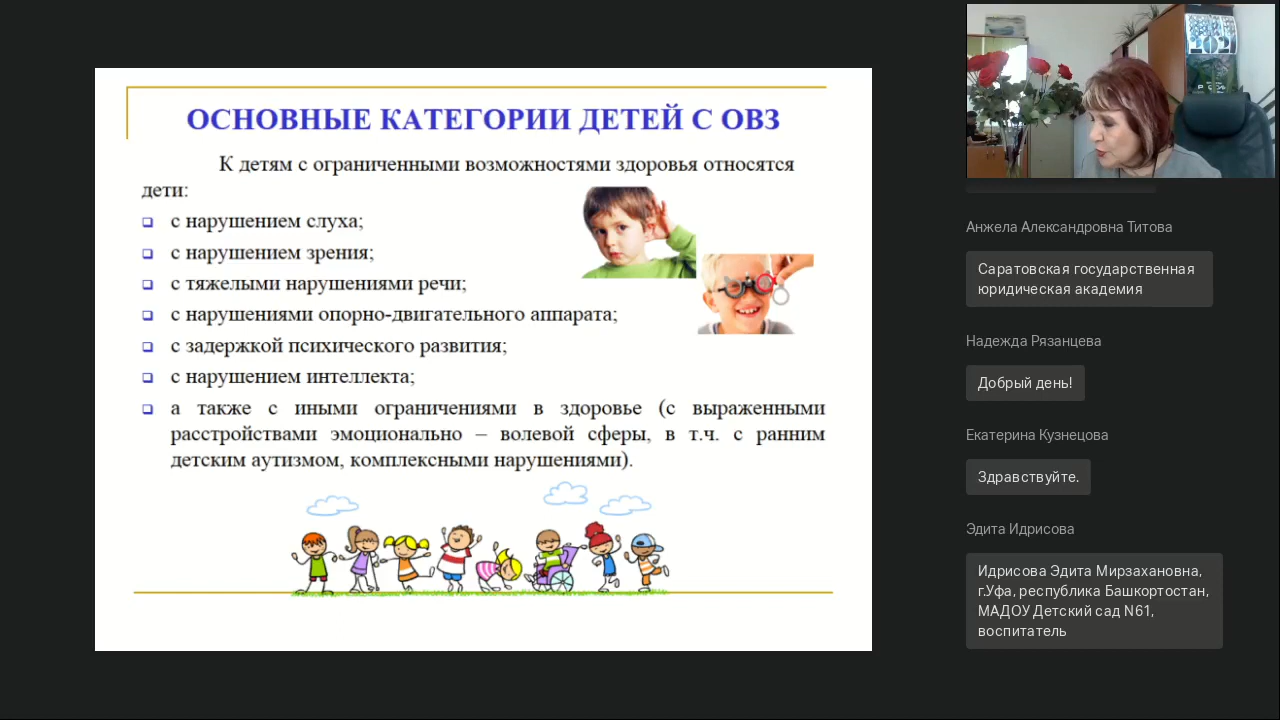 ОСНОВНЫЕ КАТЕГОРИИ ДЕТЕЙ С ОВЗ
К детям с ограниченными возможностями здоровья относятся
дети:
с нарушением слуха;
с нарушением зрения;
с тяжелыми нарушениями речи;
с нарушениями опорно-двигательного аппарата;
с задержкой психического развития;
с нарушением интеллекта;
а также с иными ограничениями в здоровье (с выраженными
расстройствами эмоционально – волевой сферы, в т.ч. с ранним
детским аутизмом, комплексными нарушениями).
Анжела Александровна Титова
Саратовская государственная
юридическая академия
Надежда Рязанцева
Добрый день!
Екатерина Кузнецова
Здравствуйте.
Эдита Идрисова
Идрисова Эдита Мирзахановна,
г.Уфа, республика Башкортостан,
МАДОУ Детский сад N61,
воспитатель